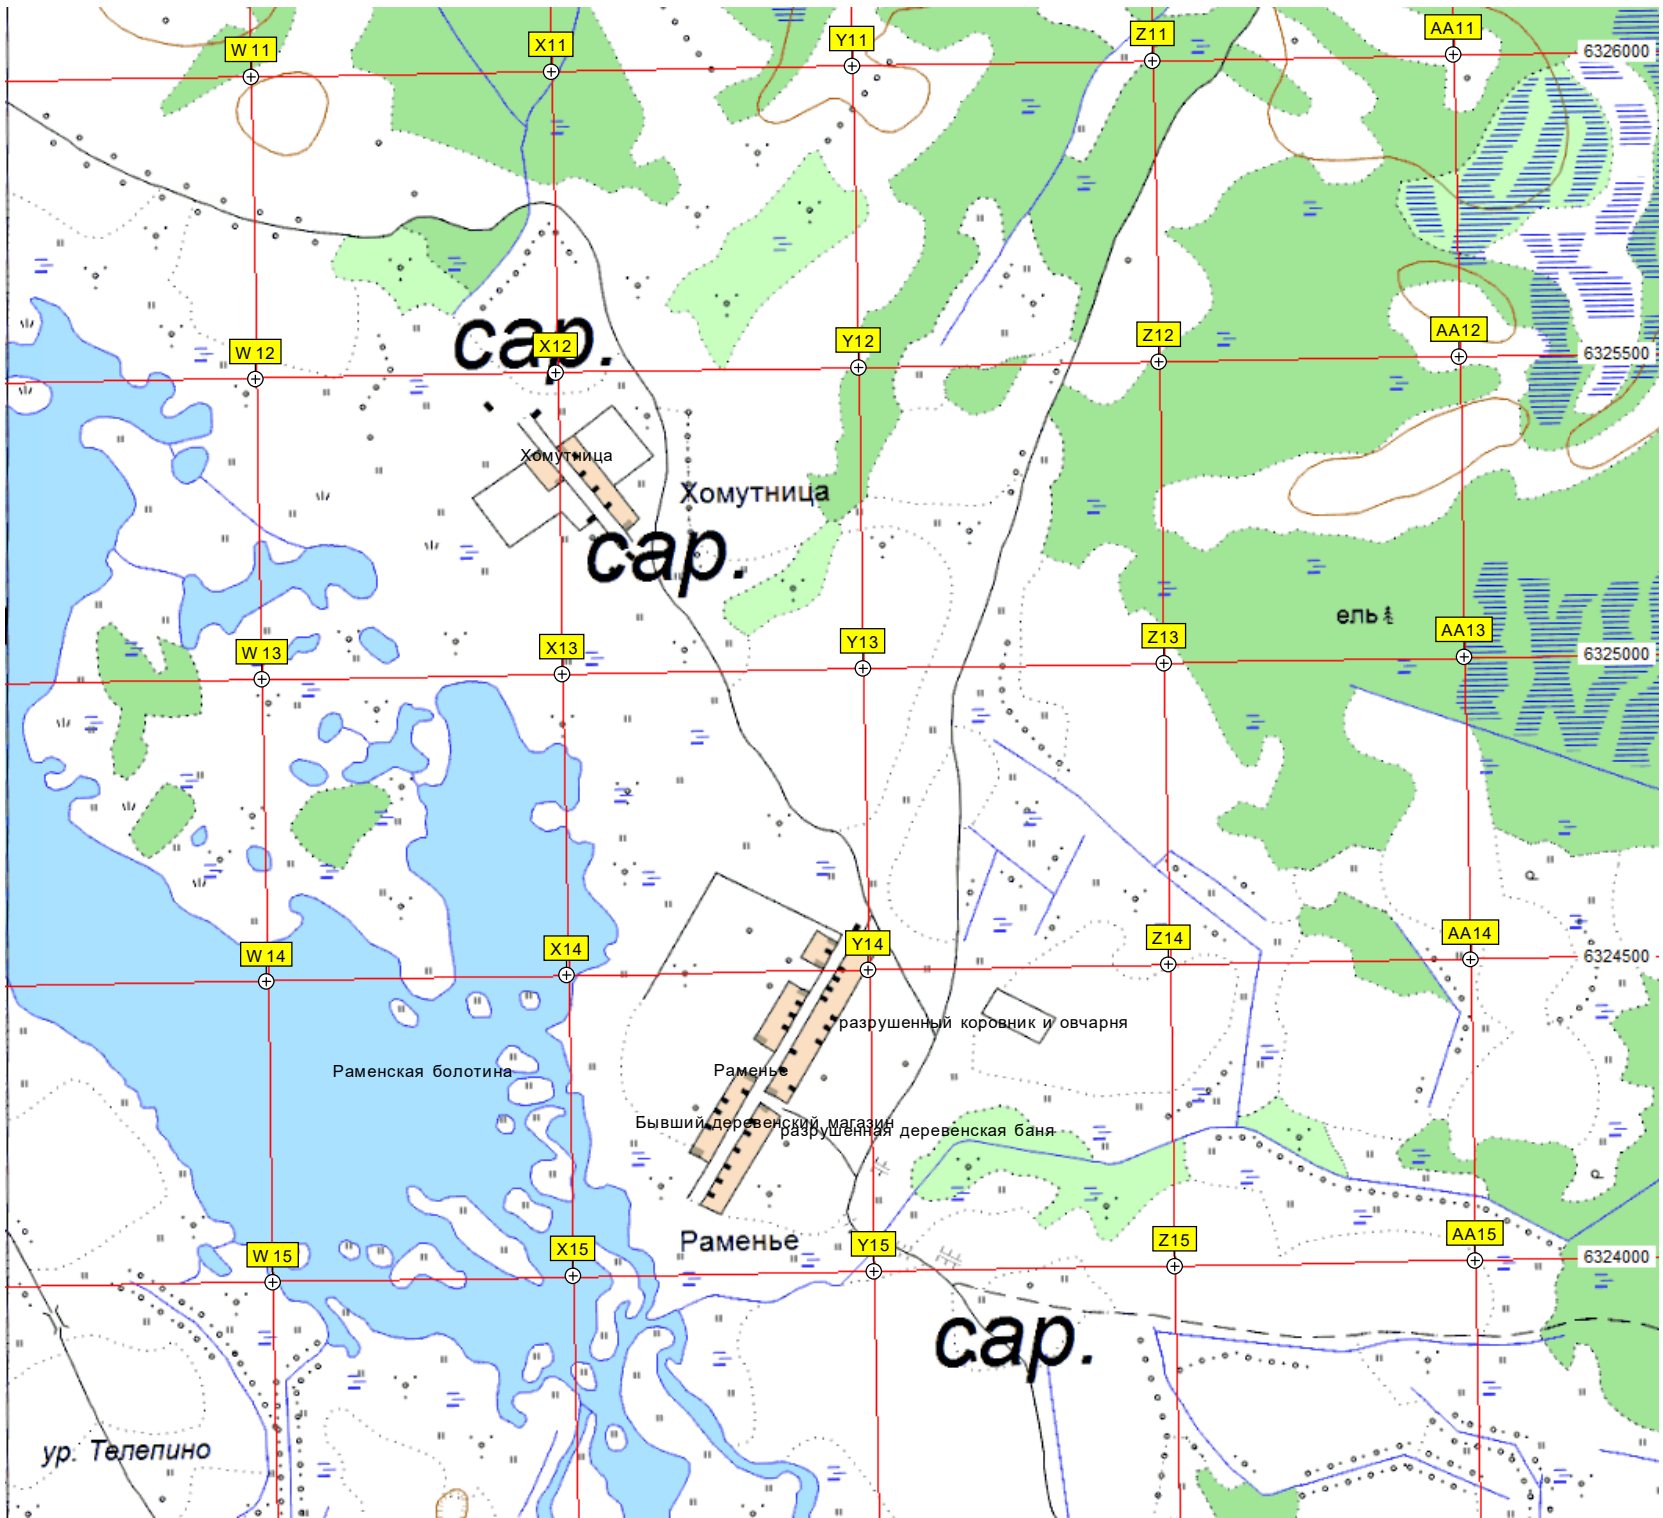 W 11
X11
Y11
Z11
AA11
6326000
сар.
W 12
X12
Y12
Z12
AA12
6325500
Хомутница
Хомутница
сар.
ель
W 13
X13
Y13
Z13
AA13
6325000
W 14
X14
Y14
Z14
AA14
6324500
разрушенный коровник и овчарня
Раменская болотина
Раменье
Бывший деревенский магазин
разрушенная деревенская баня
Раменье
W 15
X15
Y15
Z15
AA15
6324000
сар.
ур. Телепино